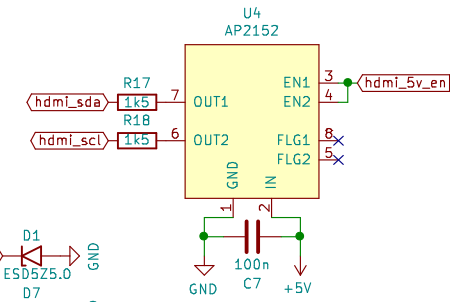 U4
AP2152
R17
hdmi_sda
1k5
7
OUT1
EN1
3
hdmi_5v_en
EN2
4
R18
hdmi_scl
1k5
6
OUT2
FLG1
8
FLG2
5
GND
IN
1
2
D1
GND
100n
GND
C7
+5V
ESD5Z5.0
D7